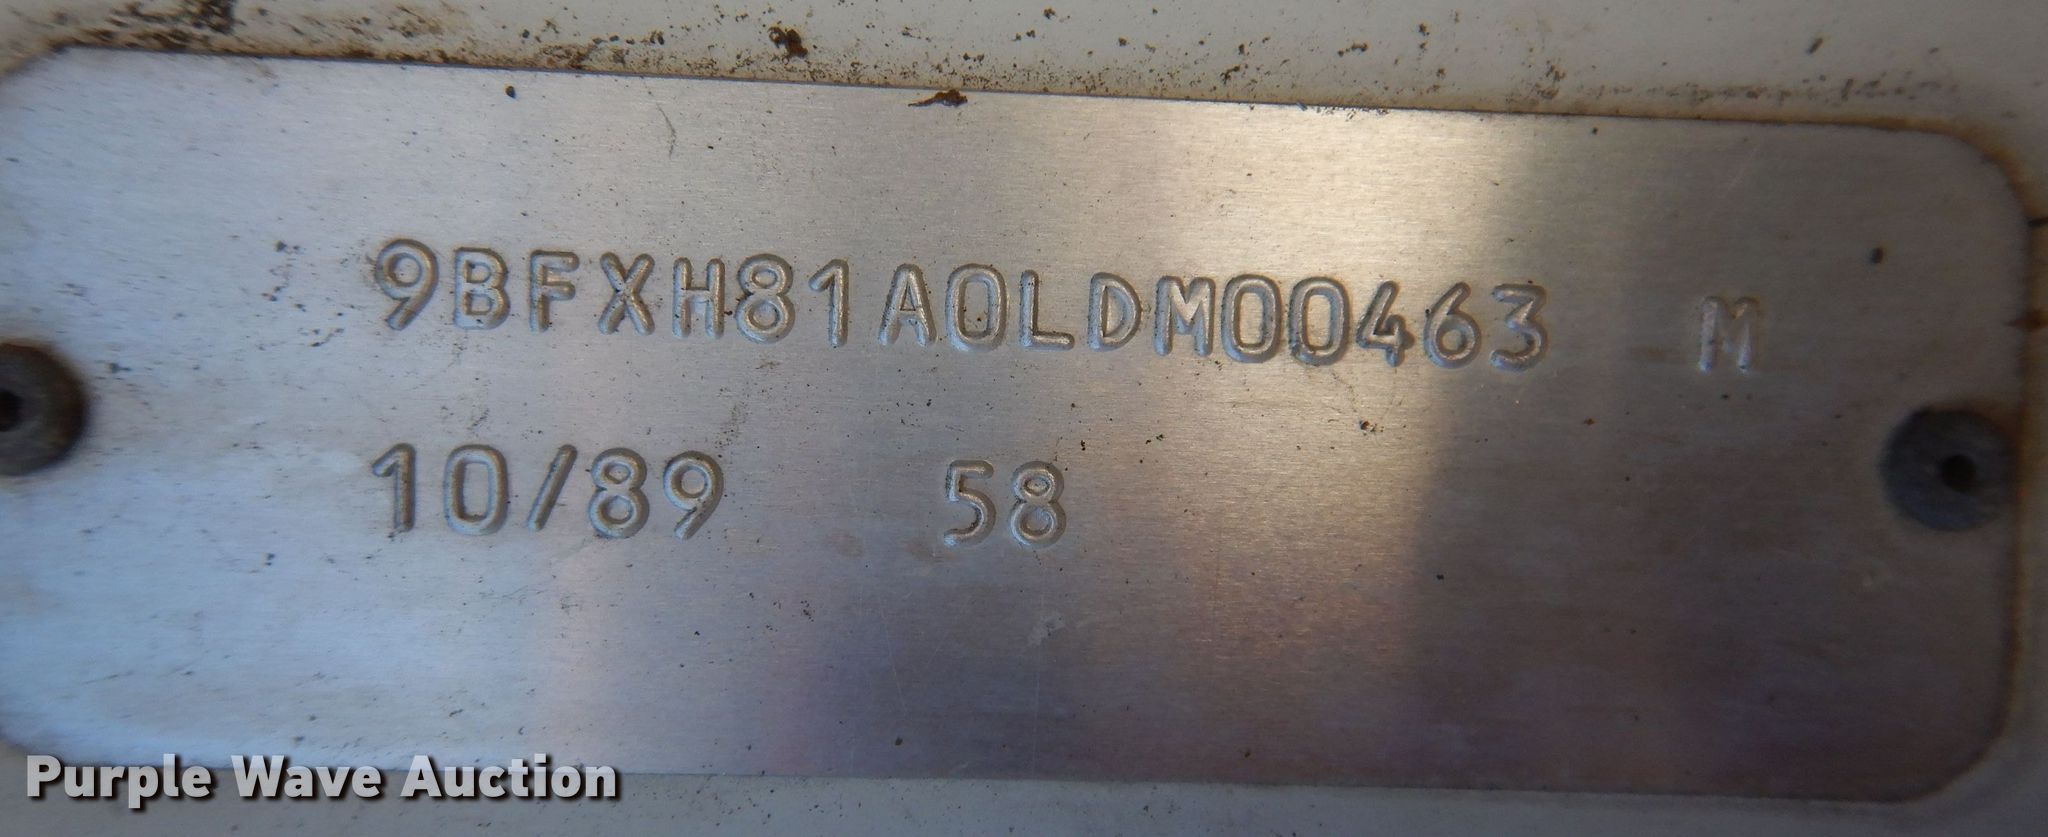 9BFXH81A0LDM00463 M
10/89 58
Purple Wave Auction